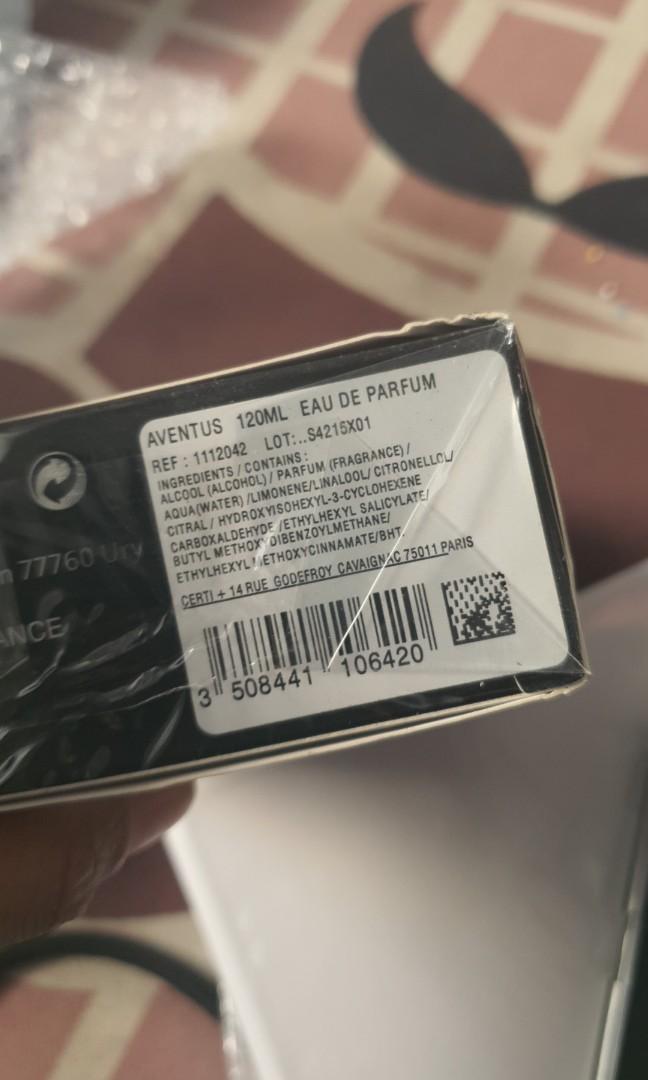 AVENTUS 120ML EAU DE PARFUM
REF : 1112042 LOT:..S4215X01
INGREDIENTS / CONTAINS :
ALCOOL (ALCOHOL) / PARFUM (FRAGRANCE) /
AQUA(WATER) /LIMONENE/LINALOOL/ CITRONELLOL/
CITRAL / HYDROXYISOHEXYL-3-CYCLOHEXENE
CARBOXALDEHYDE /ETHYLHEXYL SALICYLATE/
BUTYL METHOXYDIBENZOYLMETHANE/
ETHYLHEXYL METHOXYCINNAMATE/BHT.
CERTI + 14 RUE GODEFROY CAVAIGNAC 75011 PARIS
3 508441 106420
n 77760 Ury
ANCE